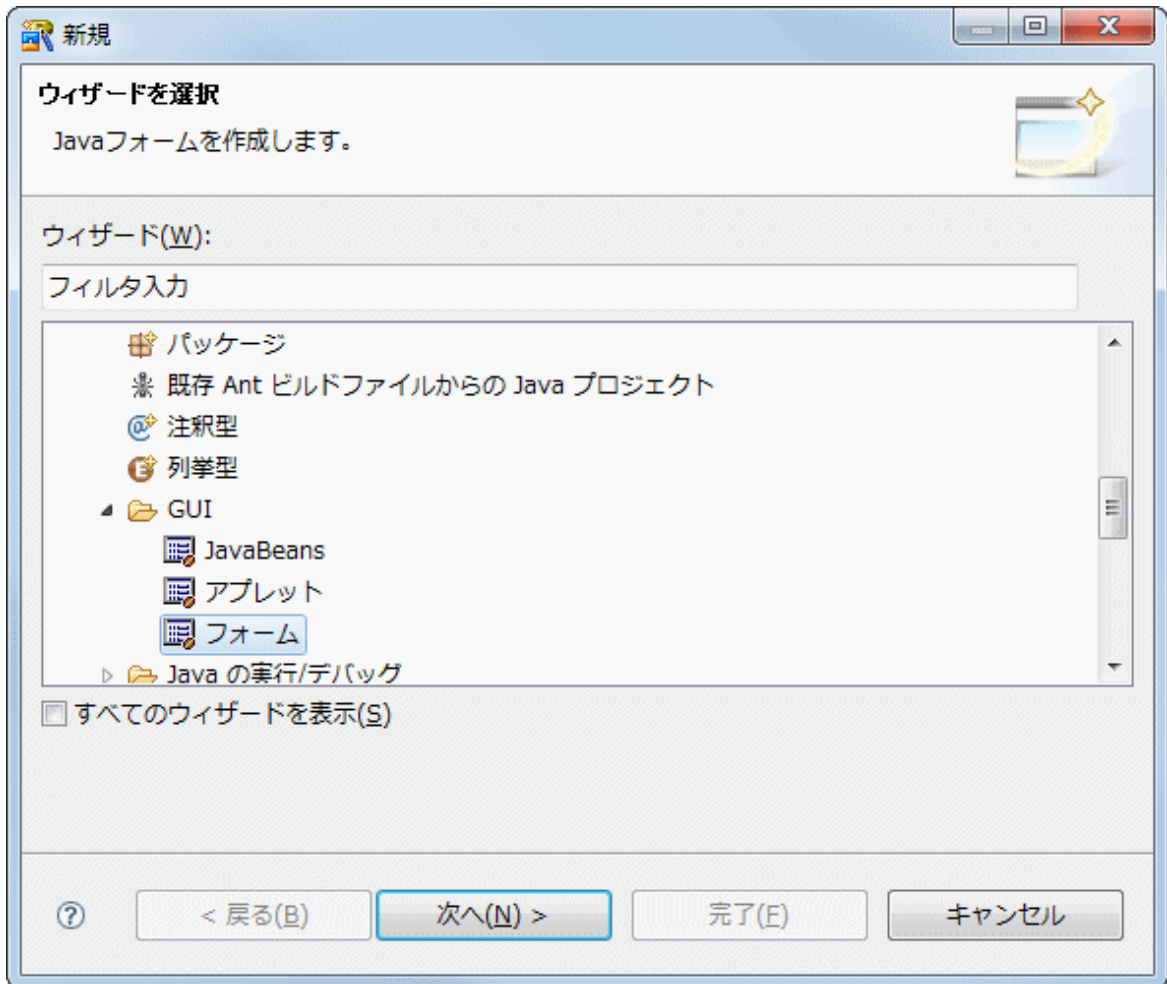 新規
ウィザードを選択
Javaフォームを作成します。
ウィザード(W):
フィルタ入力
パッケージ
既存 Ant ビルドファイルからの Java プロジェクト
注釈型
列挙型
GUI
JavaBeans
アプレット
フォーム
Java の実行/デバッグ
すべてのウィザードを表示(S)
< 戻る(B) 次へ(N) > 完了(F) キャンセル